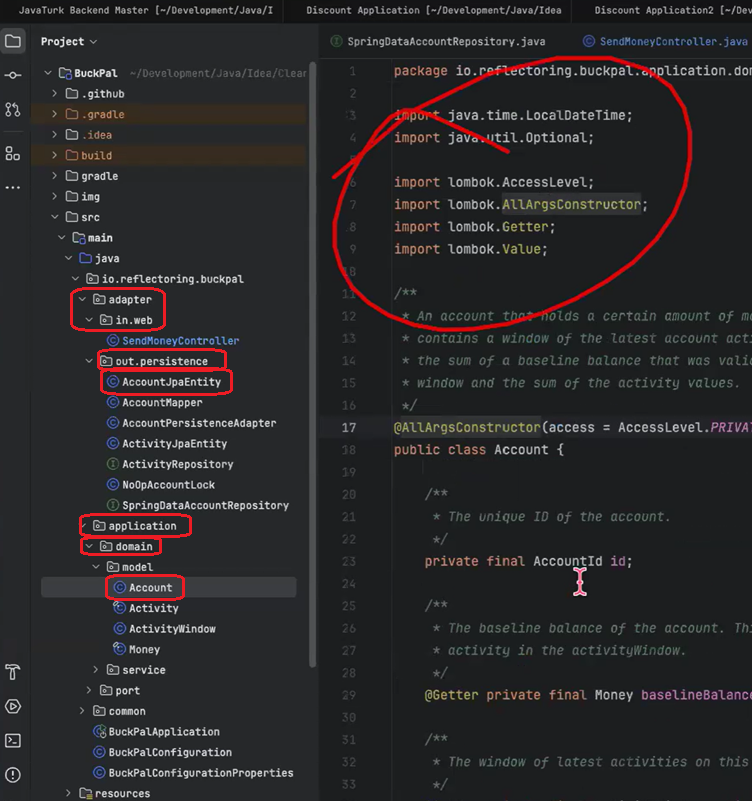 JavaTurk Backend Master [~/Development/Java/I
Discount Application [~/Development/Java/Idea
Discount Application2 [~/Dev
Project
SpringDataAccountRepository.java
SendMoneyController.java
BuckPal ~/Development/Java/Idea/Clean
.github
.gradle
.idea
build
gradle
img
src
main
java
io.reflectoring.buckpal
adapter
in.web
SendMoneyController
out.persistence
AccountJpaEntity
AccountMapper
AccountPersistenceAdapter
ActivityJpaEntity
ActivityRepository
NoOpAccountLock
SpringDataAccountRepository
application
domain
model
Account
Activity
ActivityWindow
Money
service
port
common
BuckPalApplication
BuckPalConfiguration
BuckPalConfigurationProperties
resources
1 package io.reflectoring.buckpal.application.dom
2
3 import java.time.LocalDateTime;
4 import java.util.Optional;
5
6 import lombok.AccessLevel;
7 import lombok.AllArgsConstructor;
8 import lombok.Getter;
9 import lombok.Value;
10
11 /**
12 * An account that holds a certain amount of mo
13 * contains a window of the latest account acti
14 * the sum of a baseline balance that was valid
15 * window and the sum of the activity values.
16 */
17 @AllArgsConstructor(access = AccessLevel.PRIVAT
18 public class Account {
19
20 /**
21 * The unique ID of the account.
22 */
23 private final AccountId id;
24
25 /**
26 * The baseline balance of the account. Thi
27 * activity in the activityWindow.
28 */
29 @Getter private final Money baselineBalanc
30
31 /**
32 * The window of latest activities on this
33 */